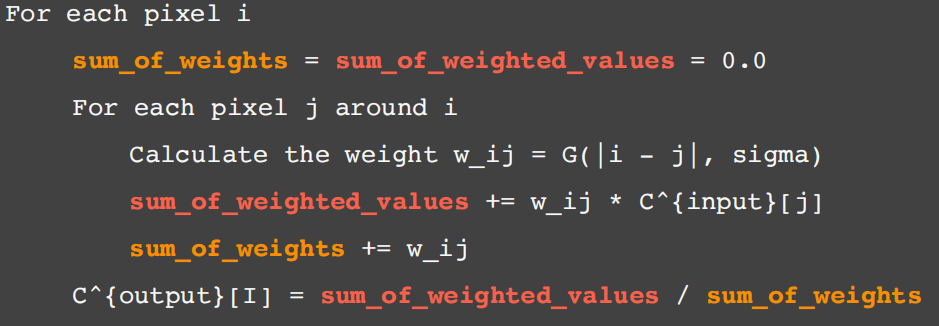 For each pixel i
sum_of_weights = sum_of_weighted_values = 0.0
For each pixel j around i
Calculate the weight w_ij = G(|i - j|, sigma)
sum_of_weighted_values += w_ij * C^{input}[j]
sum_of_weights += w_ij
C^{output}[I] = sum_of_weighted_values / sum_of_weights